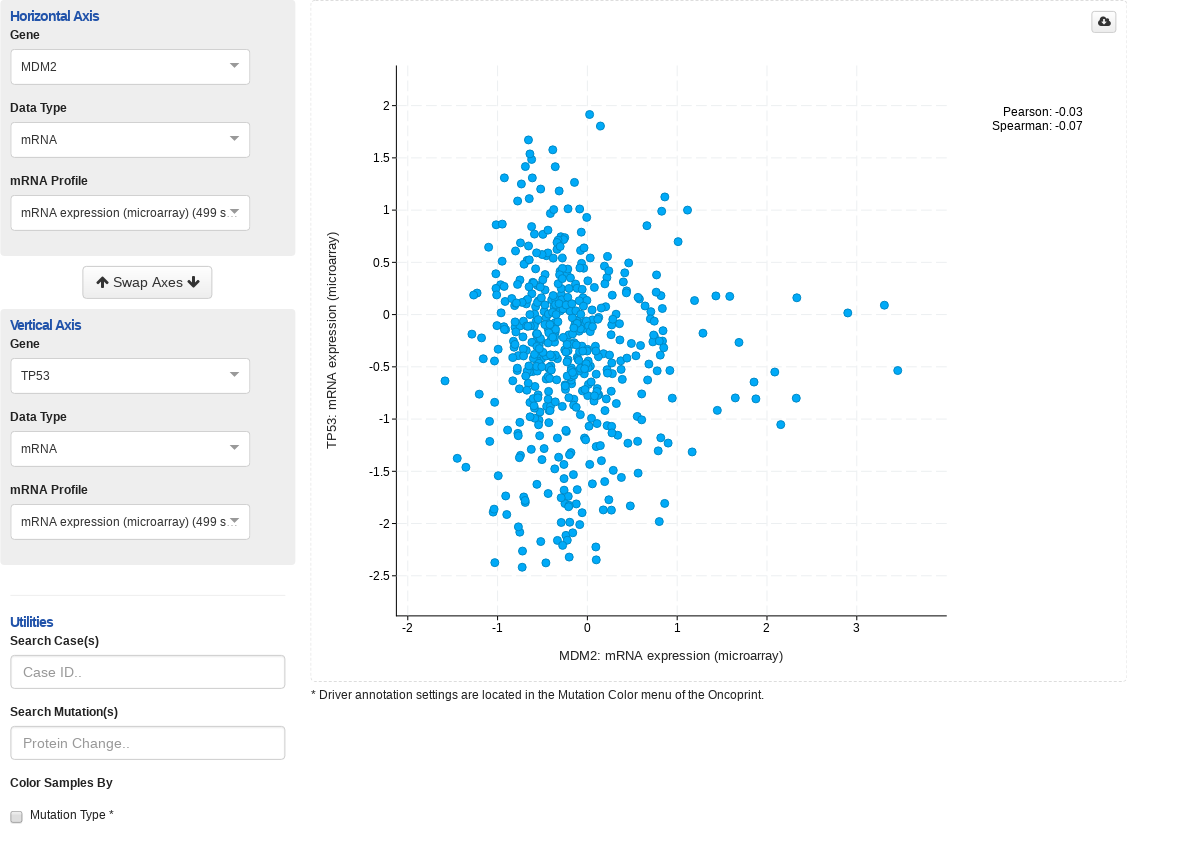 Horizontal Axis
Gene
MDM2
Data Type
mRNA
mRNA Profile
mRNA expression (microarray) (499 s...
Swap Axes
Vertical Axis
Gene
TP53
Data Type
mRNA
mRNA Profile
mRNA expression (microarray) (499 s...
Utilities
Search Case(s)
Case ID..
Search Mutation(s)
Protein Change..
Color Samples By
Mutation Type *
Pearson: -0.03
Spearman: -0.07
TP53: mRNA expression (microarray)
2
1.5
1
0.5
0
-0.5
-1
-1.5
-2
-2.5
-2 -1 0 1 2 3
MDM2: mRNA expression (microarray)
* Driver annotation settings are located in the Mutation Color menu of the Oncoprint.